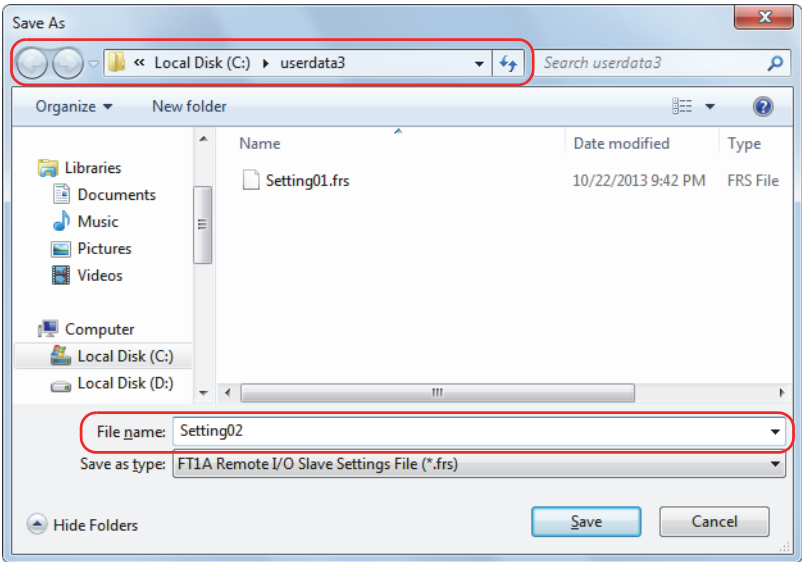 Save As
« Local Disk (C:) ▸ userdata3
Search userdata3
Organize
New folder
Name
Date modified
Type
Libraries
Documents
Music
Pictures
Videos
Computer
Local Disk (C:)
Local Disk (D:)
Setting01.frs
10/22/2013 9:42 PM
FRS File
File name: Setting02
Save as type: FT1A Remote I/O Slave Settings File (*.frs)
Hide Folders
Save
Cancel